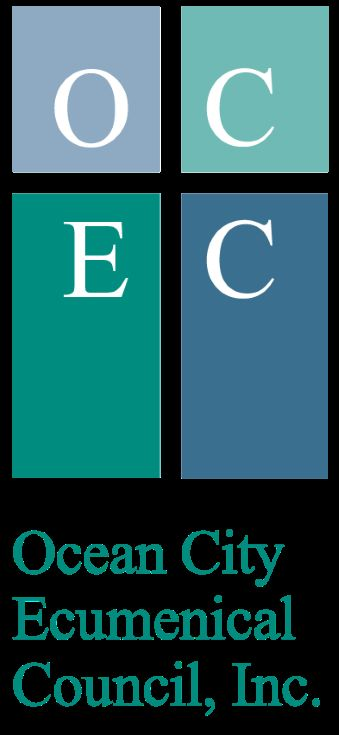 O C
E C
Ocean City
Ecumenical
Council, Inc.